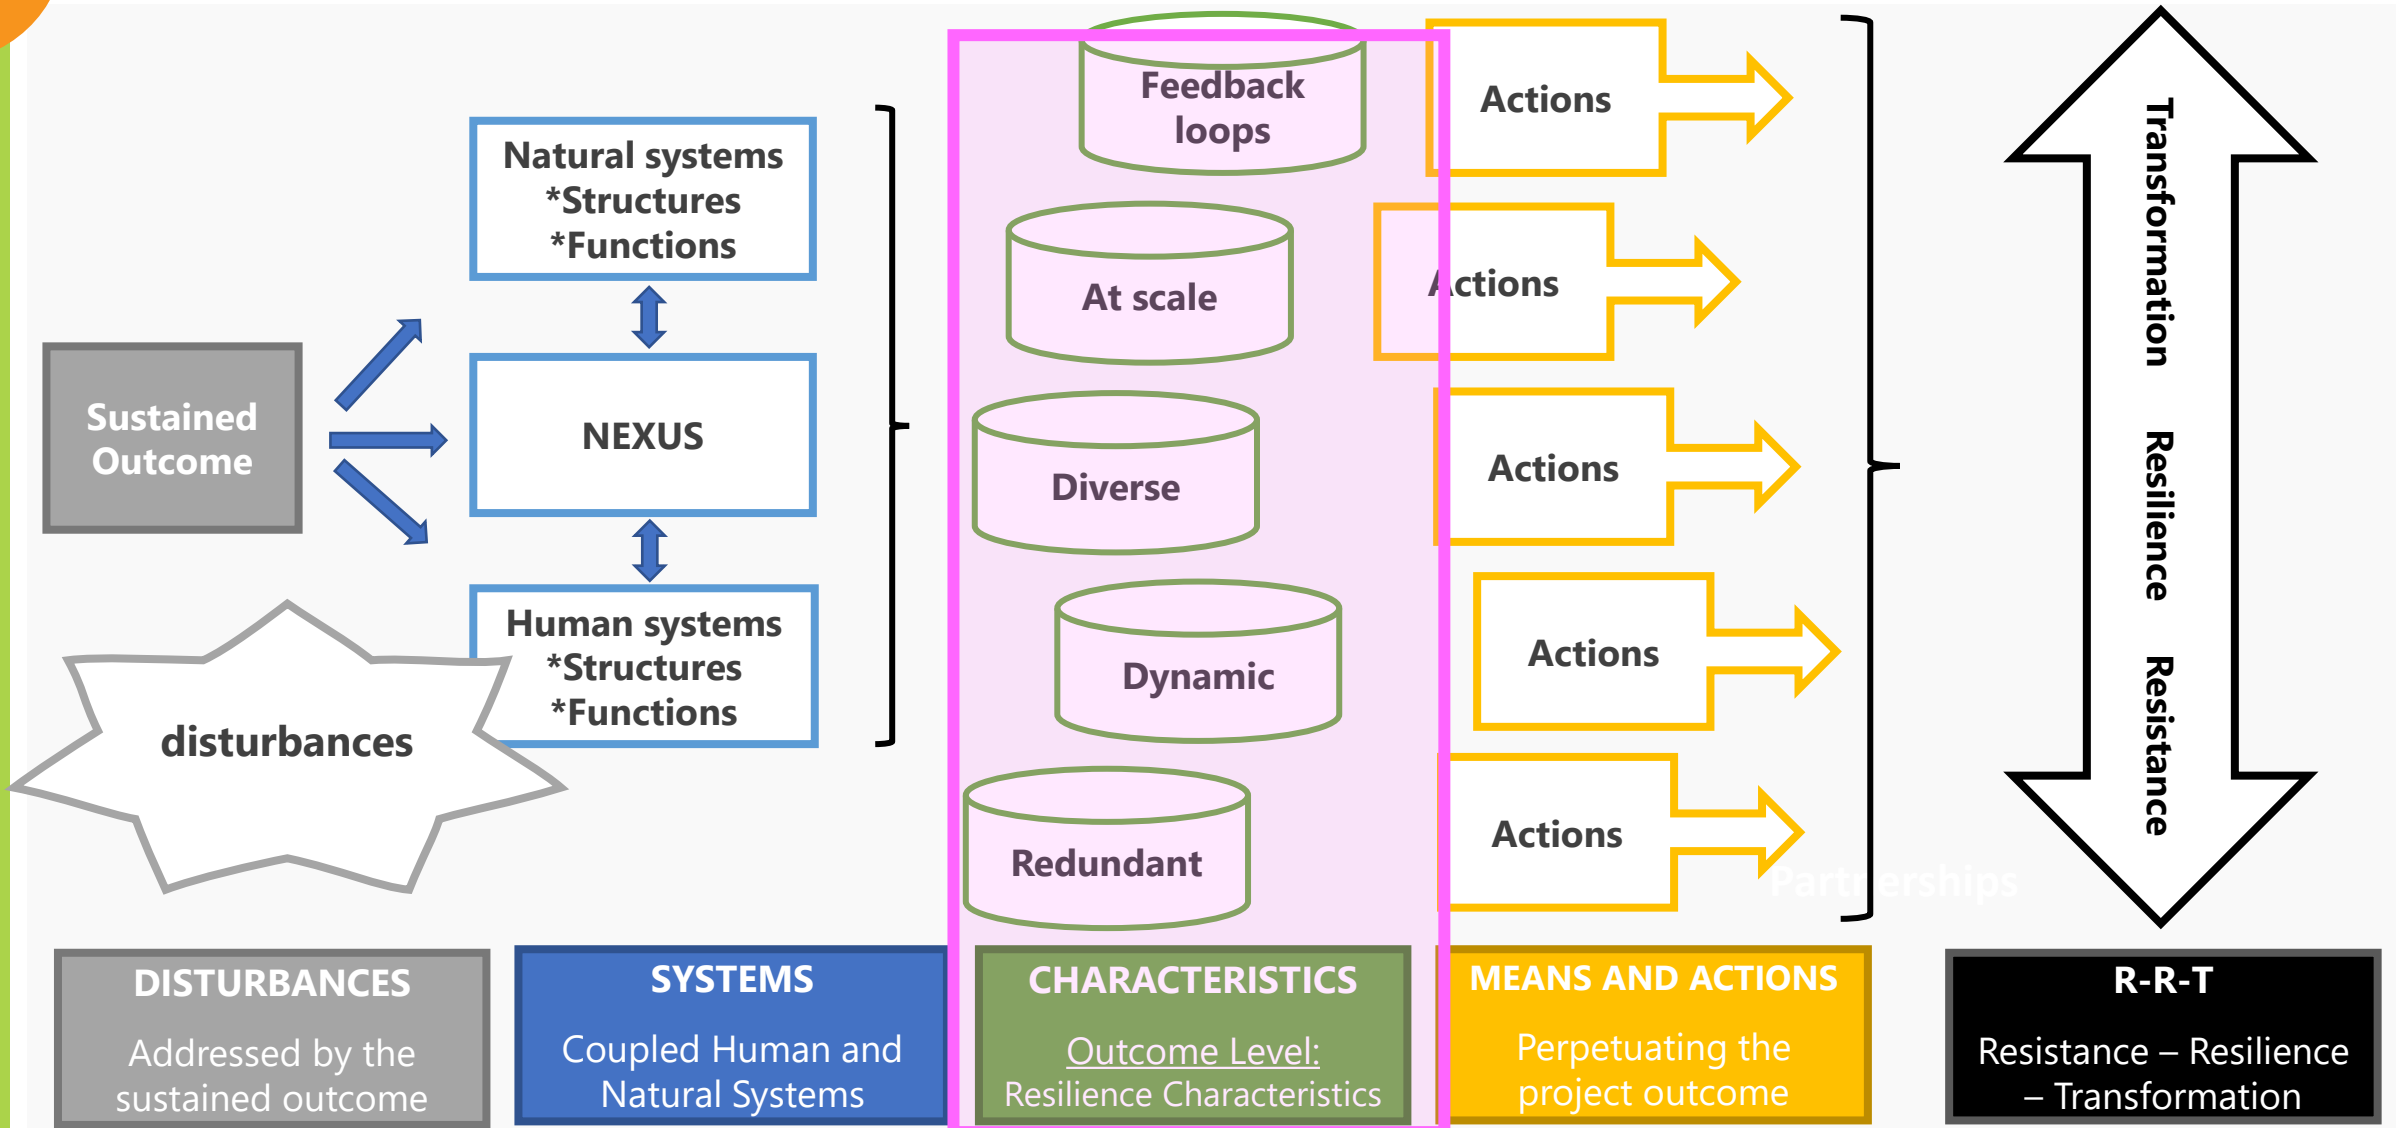 Feedback
loops
Actions
Natural systems
*Structures
*Functions
At scale
Actions
Sustained
Outcome
NEXUS
Diverse
Actions
Human systems
*Structures
*Functions
disturbances
Dynamic
Actions
Redundant
Actions
Partnerships
Transformation
Resilience
Resistance
DISTURBANCES
Addressed by the
sustained outcome
SYSTEMS
Coupled Human and
Natural Systems
CHARACTERISTICS
Outcome Level:
Resilience Characteristics
MEANS AND ACTIONS
Perpetuating the
project outcome
R-R-T
Resistance – Resilience
– Transformation